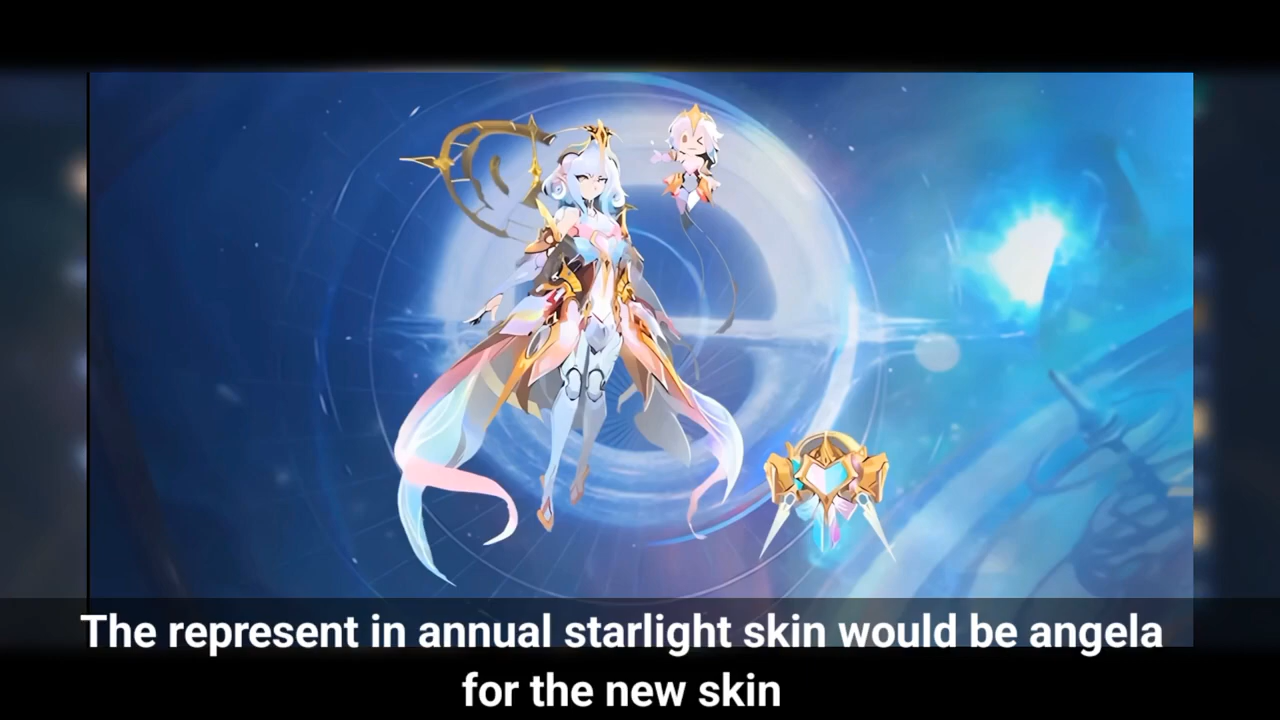 The represent in annual starlight skin would be angela
for the new skin